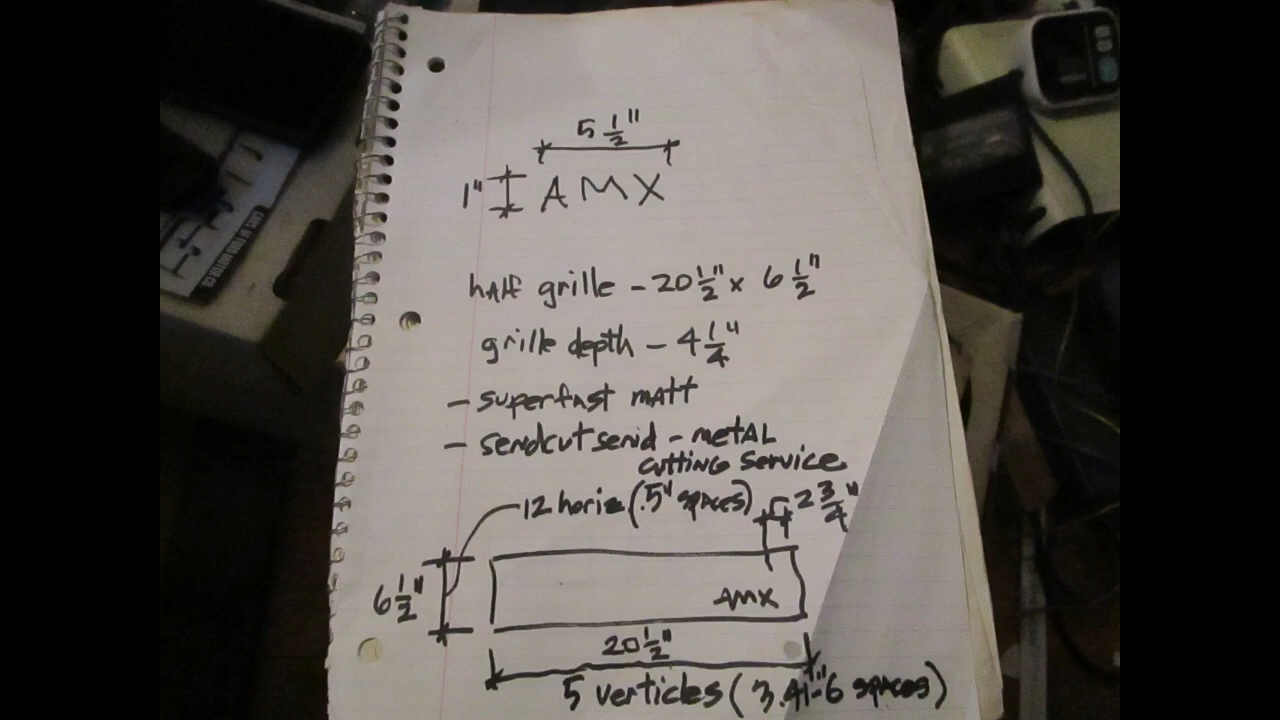 5 1/2"
1" AMX
half grille - 20 1/2" x 6 1/2"
grille depth - 4 1/4"
- superfast matt
- sendcutsend - metal
cutting service
12 horiz (.5" spaces) 2 3/4"
6 1/2"
AMX
20 1/2"
5 verticles (3.41"-6 spaces)